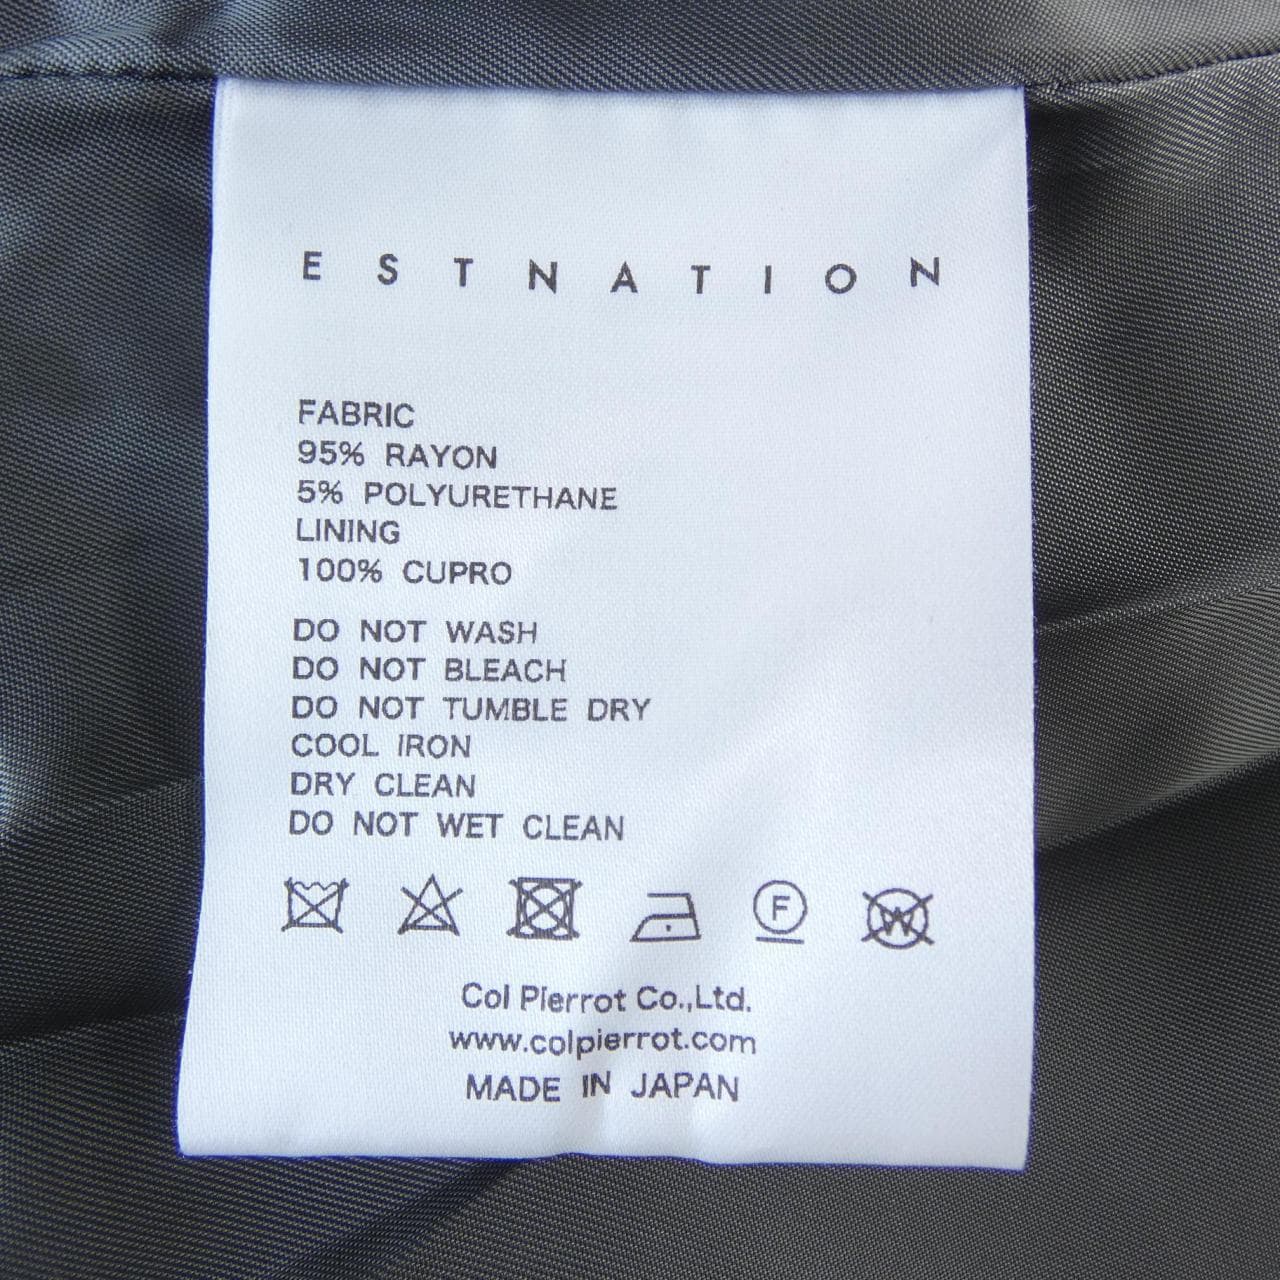 ESTNATION
FABRIC
95% RAYON
5% POLYURETHANE
LINING
100% CUPRO
DO NOT WASH
DO NOT BLEACH
DO NOT TUMBLE DRY
COOL IRON
DRY CLEAN
DO NOT WET CLEAN
F W
Col Pierrot Co.,Ltd.
www.colpierrot.com
MADE IN JAPAN